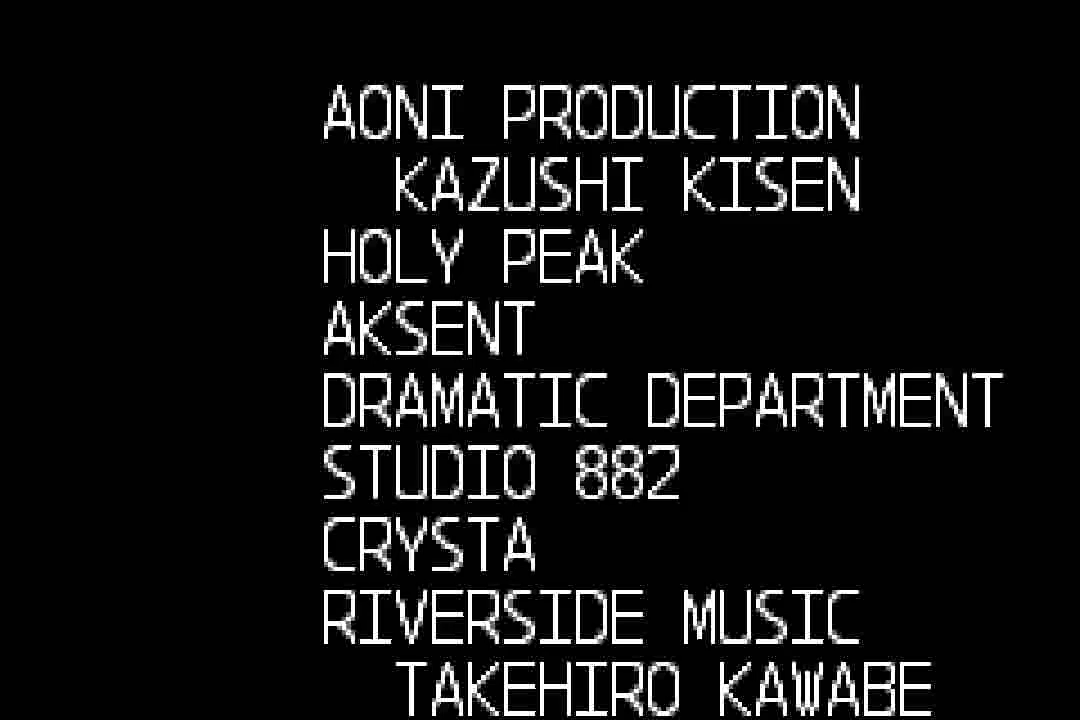 AONI PRODUCTION
KAZUSHI KISEN
HOLY PEAK
AKSENT
DRAMATIC DEPARTMENT
STUDIO 882
CRYSTA
RIVERSIDE MUSIC
TAKEHIRO KAWABE